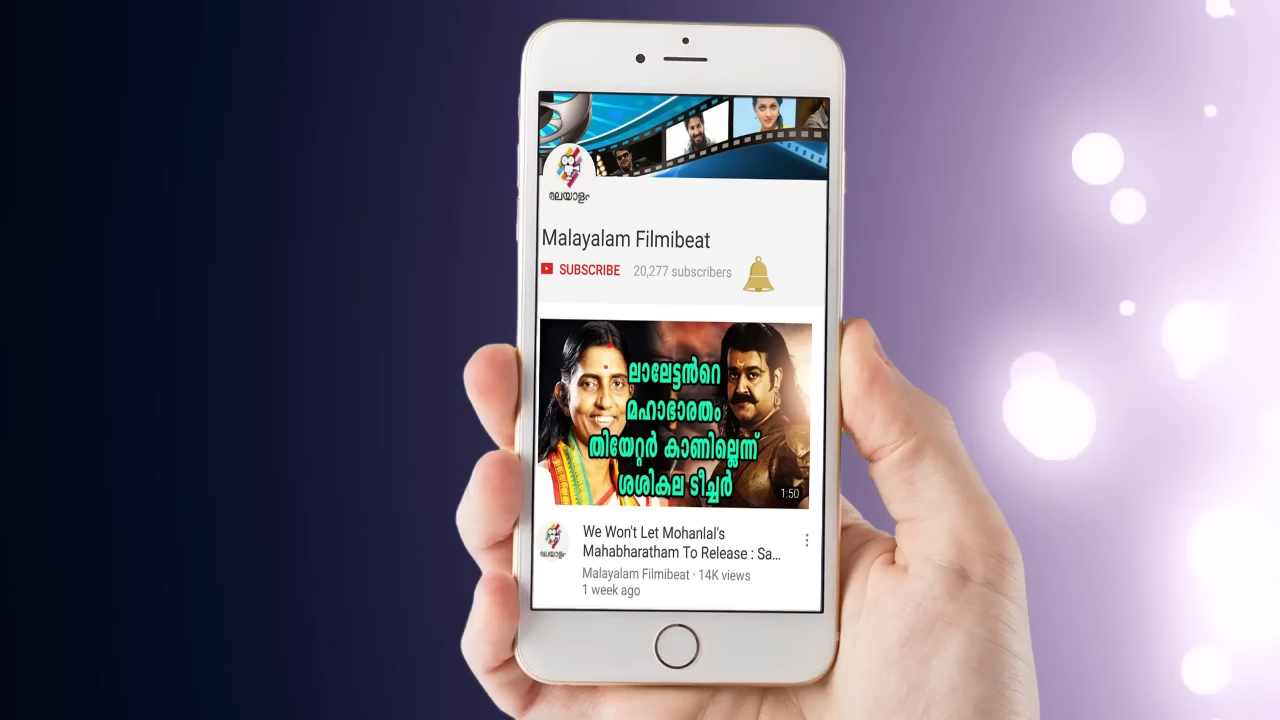 മലയാളം
Malayalam Filmibeat
SUBSCRIBE 20,277 subscribers
ലാലേട്ടൻറെ
മഹാഭാരതം
തിയേറ്റർ കാണില്ലെന്ന്
ശശികല ടീച്ചർ
1:50
We Won't Let Mohanlal's
Mahabharatham To Release : Sa...
മലയാളം
Malayalam Filmibeat · 14K views
1 week ago